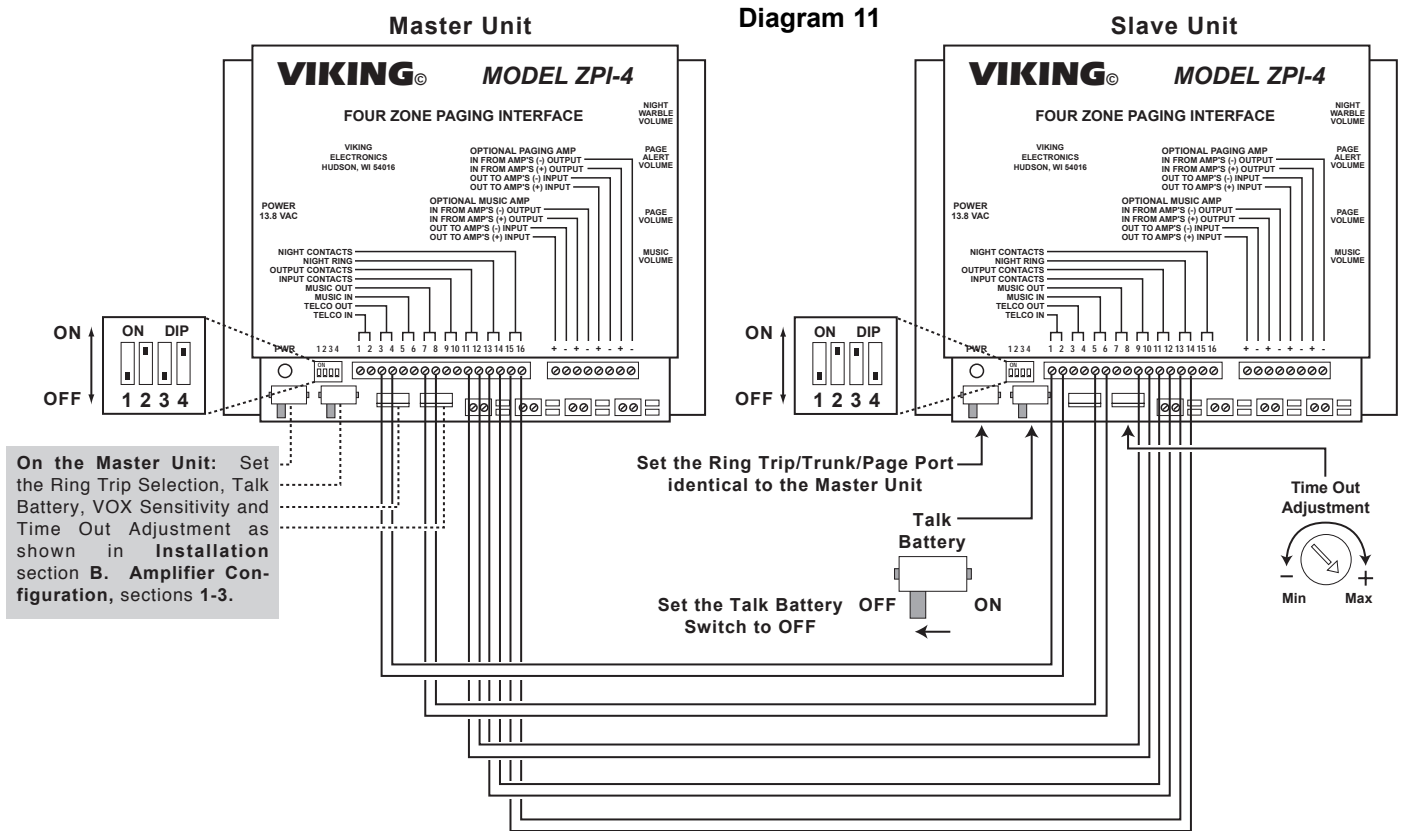 Diagram 11
Master Unit
VIKING© MODEL ZPI-4
FOUR ZONE PAGING INTERFACE
VIKING
ELECTRONICS
HUDSON, WI 54016
NIGHT
WARBLE
VOLUME
PAGE
ALERT
VOLUME
PAGE
VOLUME
MUSIC
VOLUME
OPTIONAL PAGING AMP
IN FROM AMP'S (-) OUTPUT
IN FROM AMP'S (+) OUTPUT
OUT TO AMP'S (-) INPUT
OUT TO AMP'S (+) INPUT
OPTIONAL MUSIC AMP
IN FROM AMP'S (-) OUTPUT
IN FROM AMP'S (+) OUTPUT
OUT TO AMP'S (-) INPUT
OUT TO AMP'S (+) INPUT
POWER
13.8 VAC
NIGHT CONTACTS
NIGHT RING
OUTPUT CONTACTS
INPUT CONTACTS
MUSIC OUT
MUSIC IN
TELCO OUT
TELCO IN
PWR 1 2 3 4 1 2 3 4 5 6 7 8 9 10 11 12 13 14 15 16 + - + - + - + -
ON
ON
OFF
ON DIP
1 2 3 4
On the Master Unit: Set
the Ring Trip Selection, Talk
Battery, VOX Sensitivity and
Time Out Adjustment as
shown in Installation
section B. Amplifier Con-
figuration, sections 1-3.
Slave Unit
VIKING© MODEL ZPI-4
FOUR ZONE PAGING INTERFACE
VIKING
ELECTRONICS
HUDSON, WI 54016
NIGHT
WARBLE
VOLUME
PAGE
ALERT
VOLUME
PAGE
VOLUME
MUSIC
VOLUME
OPTIONAL PAGING AMP
IN FROM AMP'S (-) OUTPUT
IN FROM AMP'S (+) OUTPUT
OUT TO AMP'S (-) INPUT
OUT TO AMP'S (+) INPUT
OPTIONAL MUSIC AMP
IN FROM AMP'S (-) OUTPUT
IN FROM AMP'S (+) OUTPUT
OUT TO AMP'S (-) INPUT
OUT TO AMP'S (+) INPUT
POWER
13.8 VAC
NIGHT CONTACTS
NIGHT RING
OUTPUT CONTACTS
INPUT CONTACTS
MUSIC OUT
MUSIC IN
TELCO OUT
TELCO IN
PWR 1 2 3 4 1 2 3 4 5 6 7 8 9 10 11 12 13 14 15 16 + - + - + - + -
ON
ON
OFF
ON DIP
1 2 3 4
Set the Ring Trip/Trunk/Page Port
identical to the Master Unit
Talk
Battery
OFF ON
Set the Talk Battery
Switch to OFF
Time Out
Adjustment
- +
Min Max